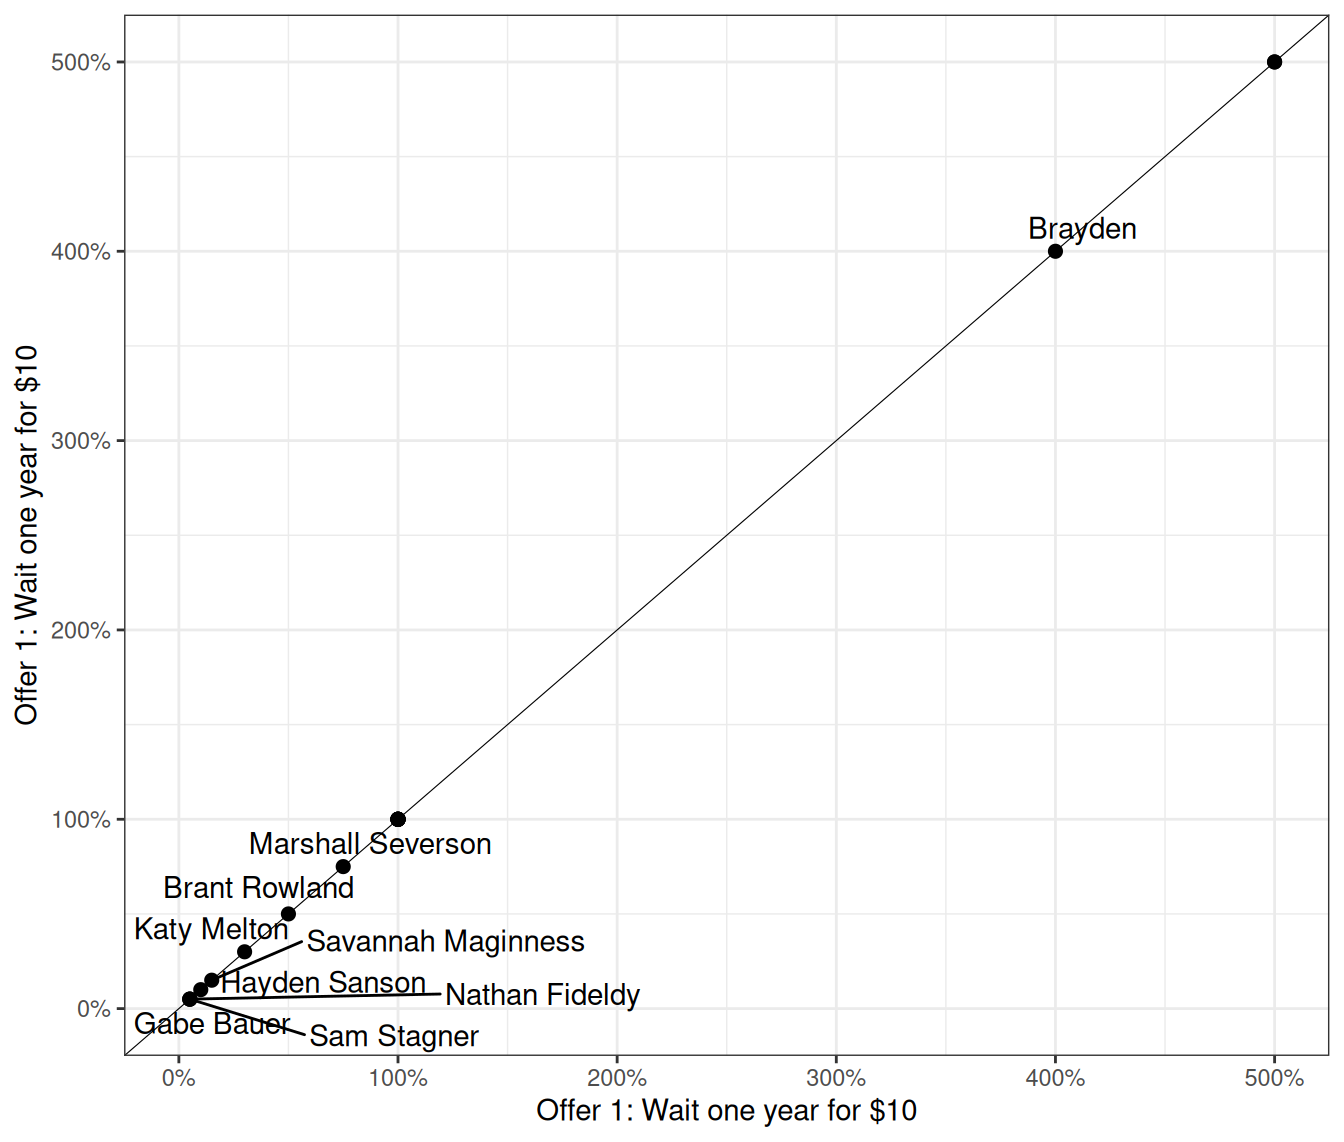 500%
400%
300%
200%
100%
0%
Offer 1: Wait one year for $10
Brayden
Marshall Severson
Brant Rowland
Katy Melton
Savannah Maginness
Hayden Sanson
Nathan Fideldy
Gabe Bauer
Sam Stagner
0%
100%
200%
300%
400%
500%
Offer 1: Wait one year for $10